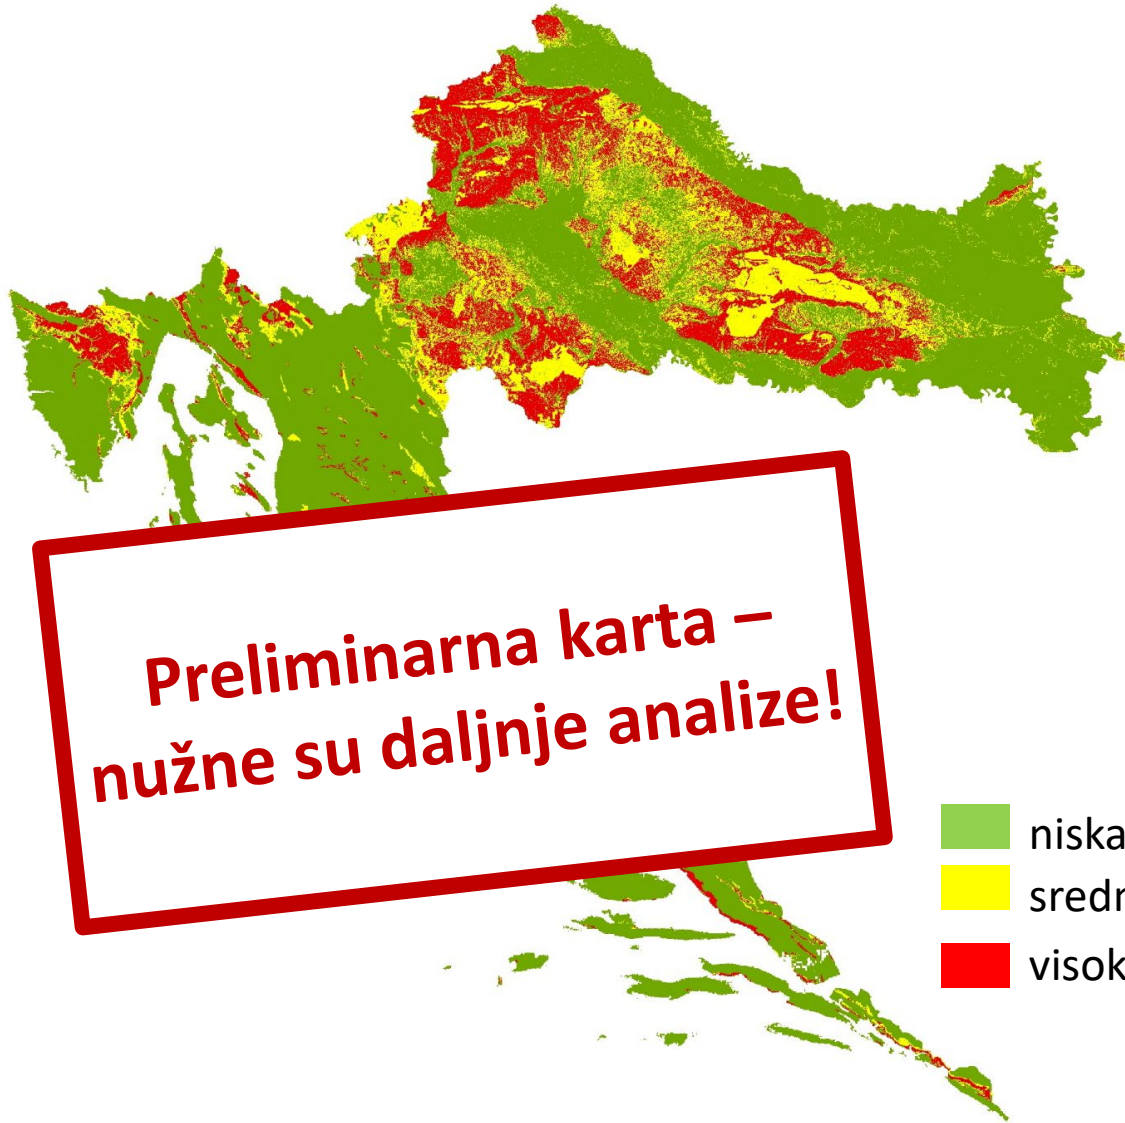 Preliminarna karta –
nužne su daljnje analize!
niska
sredn
visok